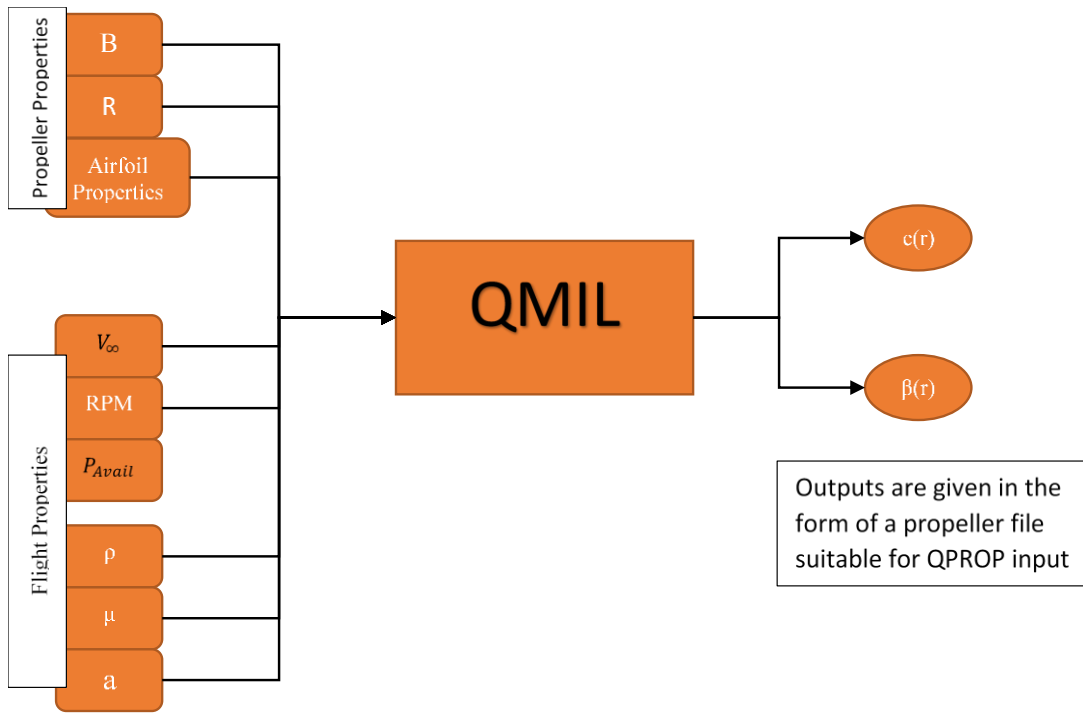 Propeller Properties
B
R
Airfoil
Properties
Flight Properties
V∞
RPM
P_Avail
ρ
μ
a
QMIL
c(r)
β(r)
Outputs are given in the
form of a propeller file
suitable for QPROP input